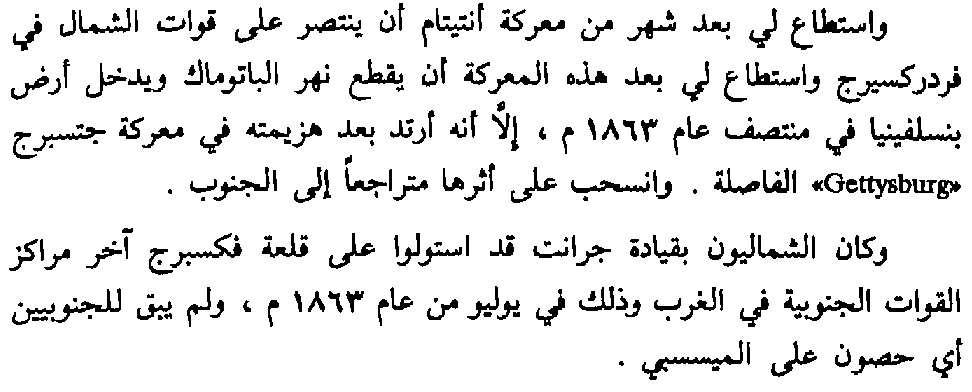 واستطاع لي بعد شهر من معركة أنتيتام أن ينتصر على قوات الشمال في
فردركسيرج واستطاع لي بعد هذه المعركة أن يقطع نهر الباتوماك ويدخل أرض
بنسلفينيا في منتصف عام ١٨٦٣ م ، إلَّا أنه أرتد بعد هزيمته في معركة جتسبرج
«Gettysburg» الفاصلة . وانسحب على أثرها متراجعاً إلى الجنوب .
وكان الشماليون بقيادة جرانت قد استولوا على قلعة فكسبرج آخر مراكز
القوات الجنوبية في الغرب وذلك في يوليو من عام ١٨٦٣ م ، ولم يبق للجنوبيين
أي حصون على الميسسبي .